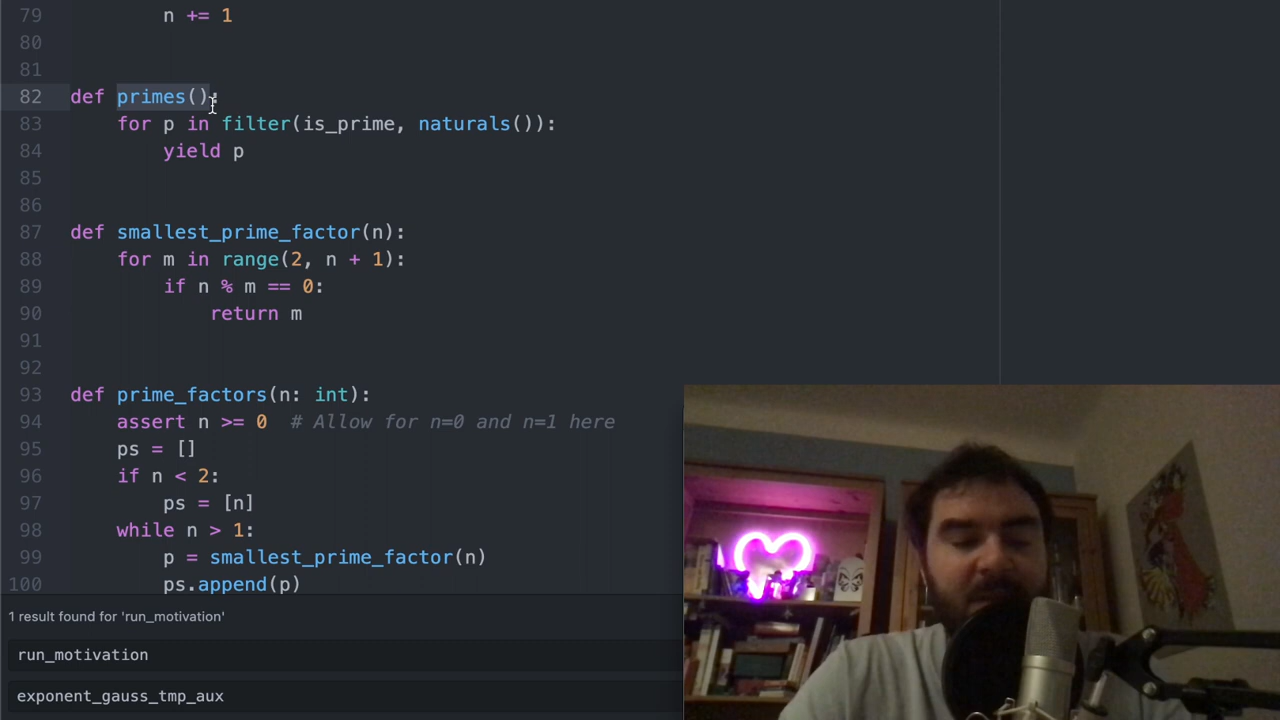 79 n += 1
80
81
82 def primes():
83 for p in filter(is_prime, naturals()):
84 yield p
85
86
87 def smallest_prime_factor(n):
88 for m in range(2, n + 1):
89 if n % m == 0:
90 return m
91
92
93 def prime_factors(n: int):
94 assert n >= 0 # Allow for n=0 and n=1 here
95 ps = []
96 if n < 2:
97 ps = [n]
98 while n > 1:
99 p = smallest_prime_factor(n)
100 ps.append(p)
1 result found for 'run_motivation'
run_motivation
exponent_gauss_tmp_aux